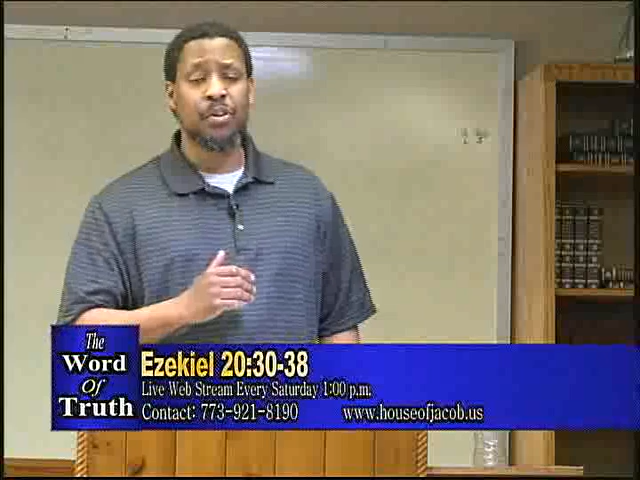 The
Word
Of
Truth
Ezekiel 20:30-38
Live Web Stream Every Saturday 1:00 p.m.
Contact: 773-921-8190 www.houseofjacob.us